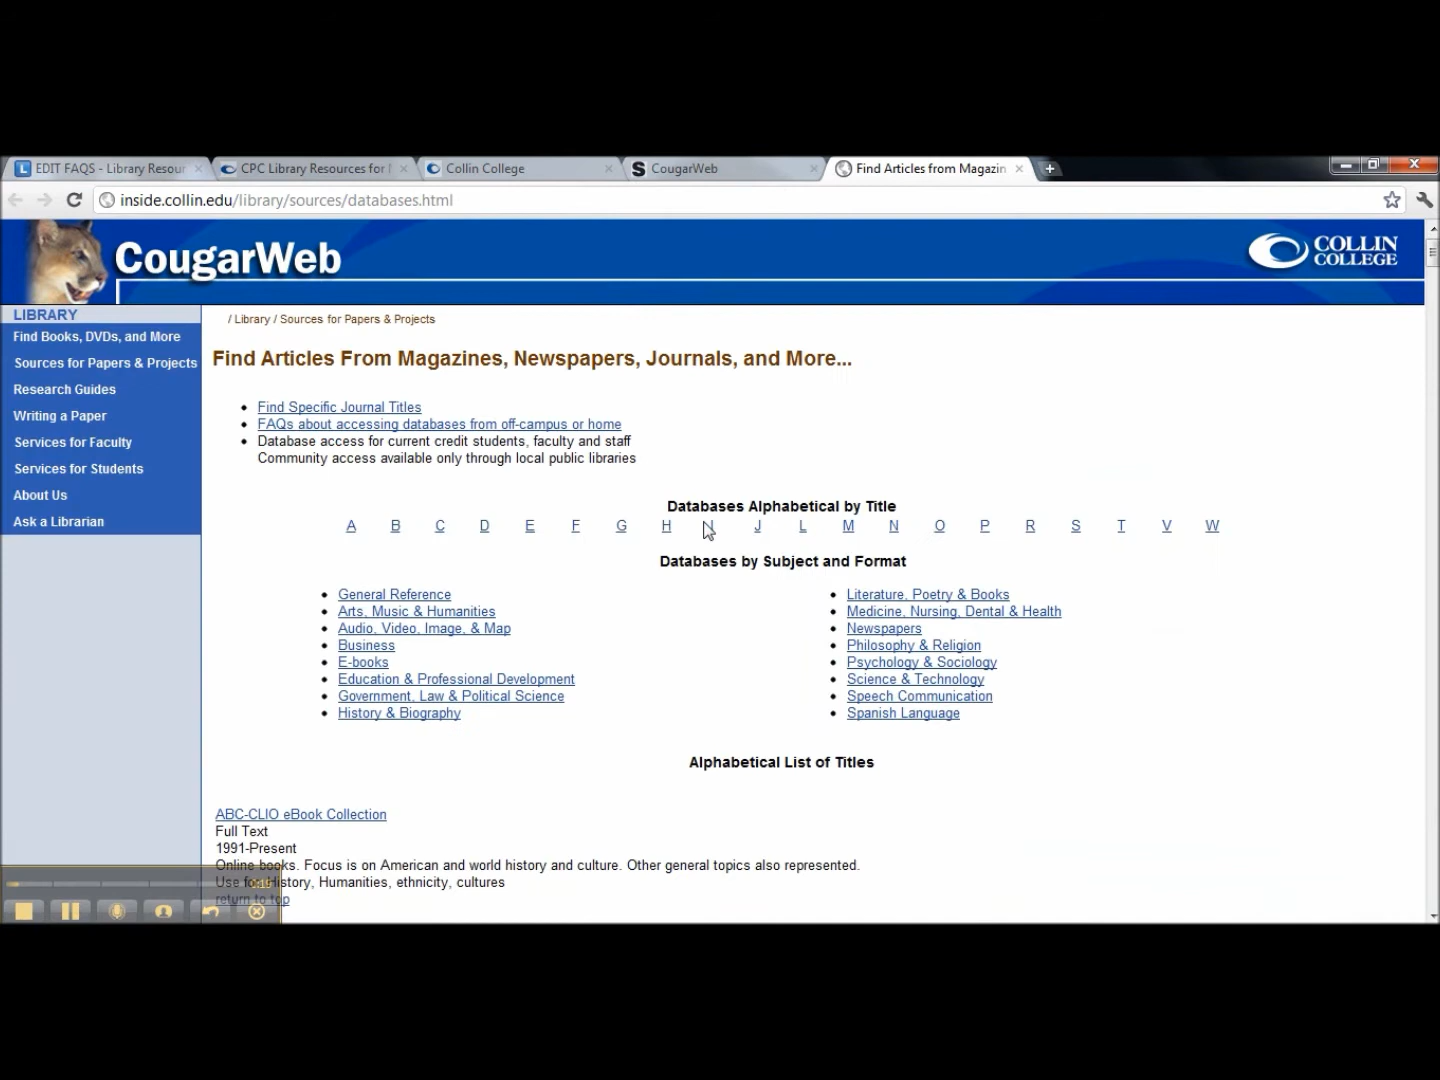 EDIT FAQS - Library Resour
CPC Library Resources for
Collin College
CougarWeb
Find Articles from Magazin
inside.collin.edu/library/sources/databases.html
CougarWeb
COLLIN
COLLEGE
LIBRARY
Find Books, DVDs, and More
Sources for Papers & Projects
Research Guides
Writing a Paper
Services for Faculty
Services for Students
About Us
Ask a Librarian
/ Library / Sources for Papers & Projects
Find Articles From Magazines, Newspapers, Journals, and More...
Find Specific Journal Titles
FAQs about accessing databases from off-campus or home
Database access for current credit students, faculty and staff
Community access available only through local public libraries
Databases Alphabetical by Title
A B C D E F G H J L M N O P R S T V W
Databases by Subject and Format
General Reference
Arts, Music & Humanities
Audio, Video, Image, & Map
Business
E-books
Education & Professional Development
Government, Law & Political Science
History & Biography
Literature, Poetry & Books
Medicine, Nursing, Dental & Health
Newspapers
Philosophy & Religion
Psychology & Sociology
Science & Technology
Speech Communication
Spanish Language
Alphabetical List of Titles
ABC-CLIO eBook Collection
Full Text
1991-Present
Online books. Focus is on American and world history and culture. Other general topics also represented.
Use for History, Humanities, ethnicity, cultures
return to top